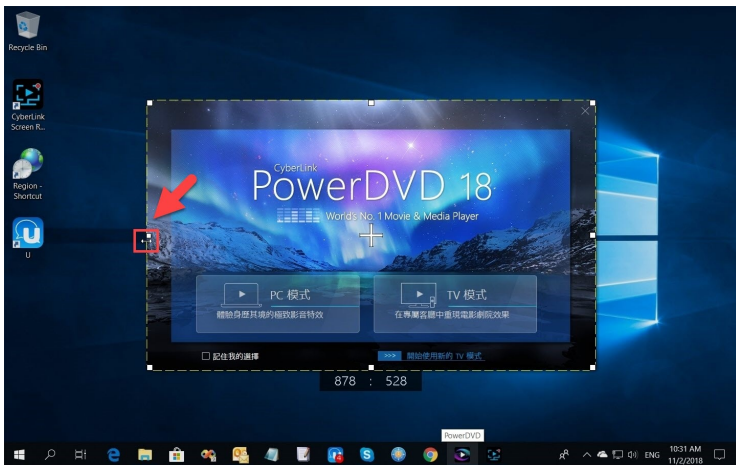 Recycle Bin
CyberLink
Screen R...
Region -
Shortcut
U
CyberLink
PowerDVD 18
World's No. 1 Movie & Media Player
PC 模式
體驗身歷其境的極致影音特效
TV 模式
在專屬客廳中重現電影劇院效果
記住我的選擇
>>> 開始使用新的 TV 模式
878 : 528
PowerDVD
ENG
10:31 AM
11/2/2018